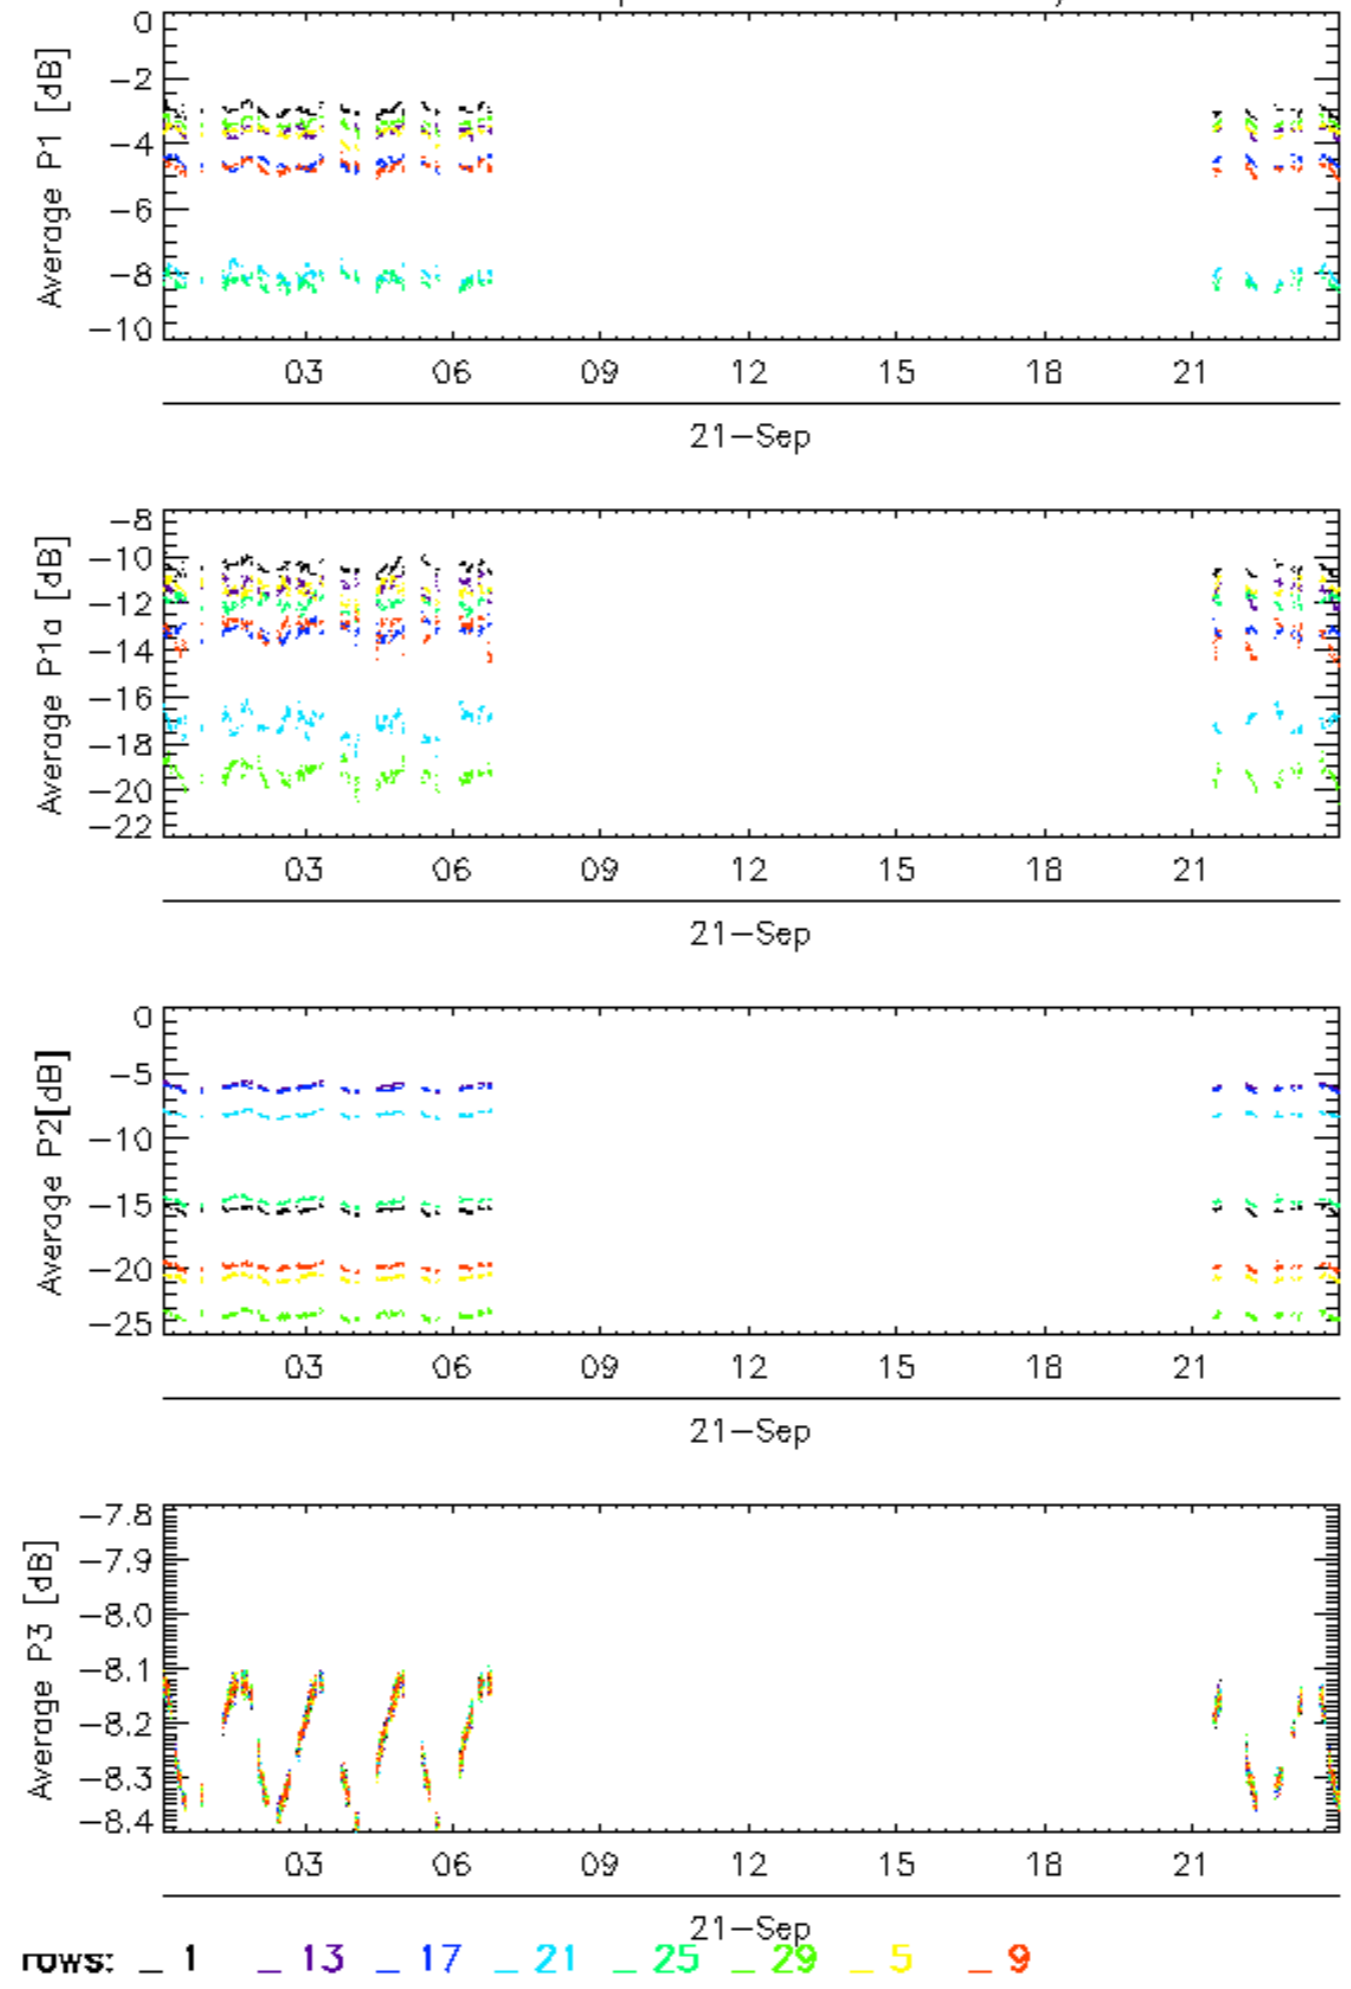 0
−2
−4
−6
−8
−10
Average P1 [dB]
03 06 09 12 15 18 21
21−Sep
−8
−10
−12
−14
−16
−18
−20
−22
Average P1a [dB]
03 06 09 12 15 18 21
21−Sep
0
−5
−10
−15
−20
−25
Average P2[dB]
03 06 09 12 15 18 21
21−Sep
−7.8
−7.9
−8.0
−8.1
−8.2
−8.3
−8.4
Average P3 [dB]
03 06 09 12 15 18 21
21−Sep
rows: _ 1 _ 13 _ 17 _ 21 _ 25 _ 29 _ 5 _ 9